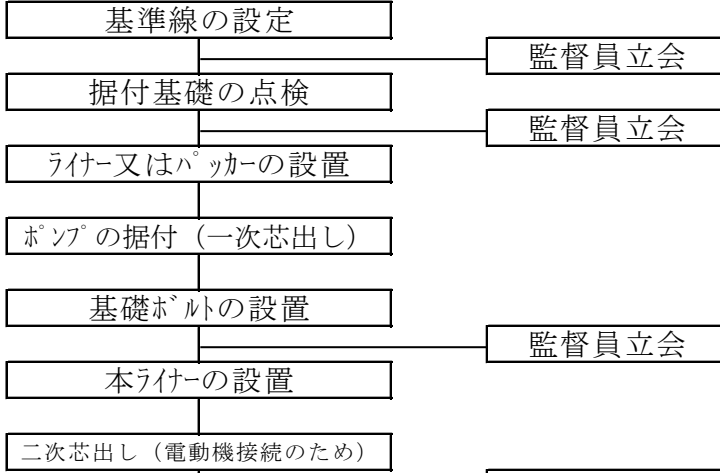 基準線の設定
監督員立会
据付基礎の点検
監督員立会
ﾗｲﾅｰ又はﾊﾟｯｶｰの設置
ﾎﾟﾝﾌﾟの据付（一次芯出し）
基礎ﾎﾞﾙﾄの設置
監督員立会
本ﾗｲﾅｰの設置
二次芯出し（電動機接続のため）